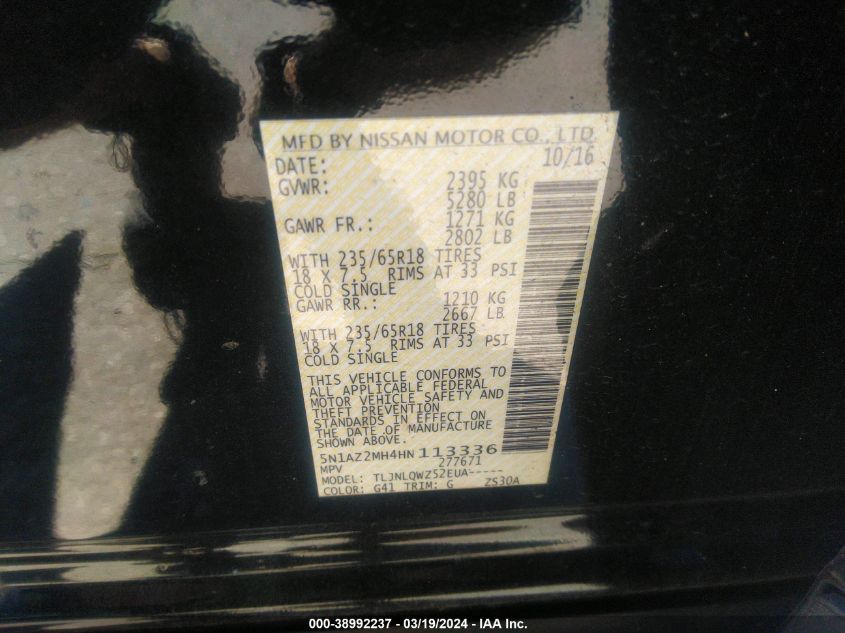 MFD BY NISSAN MOTOR CO., LTD.
DATE: 10/16
GVWR: 2395 KG
5280 LB
GAWR FR.: 1271 KG
2802 LB
WITH 235/65R18 TIRES
18 X 7.5 RIMS AT 33 PSI
COLD SINGLE
GAWR RR.: 1210 KG
2667 LB
WITH 235/65R18 TIRES
18 X 7.5 RIMS AT 33 PSI
COLD SINGLE
THIS VEHICLE CONFORMS TO
ALL APPLICABLE FEDERAL
MOTOR VEHICLE SAFETY AND
THEFT PREVENTION
STANDARDS IN EFFECT ON
THE DATE OF MANUFACTURE
SHOWN ABOVE.
5N1AZ2MH4HN113336
MPV 277671
MODEL: TLJNLQWZ52EUA-----
COLOR: G41 TRIM: G ZS30A
000-38992237 - 03/19/2024 - IAA Inc.